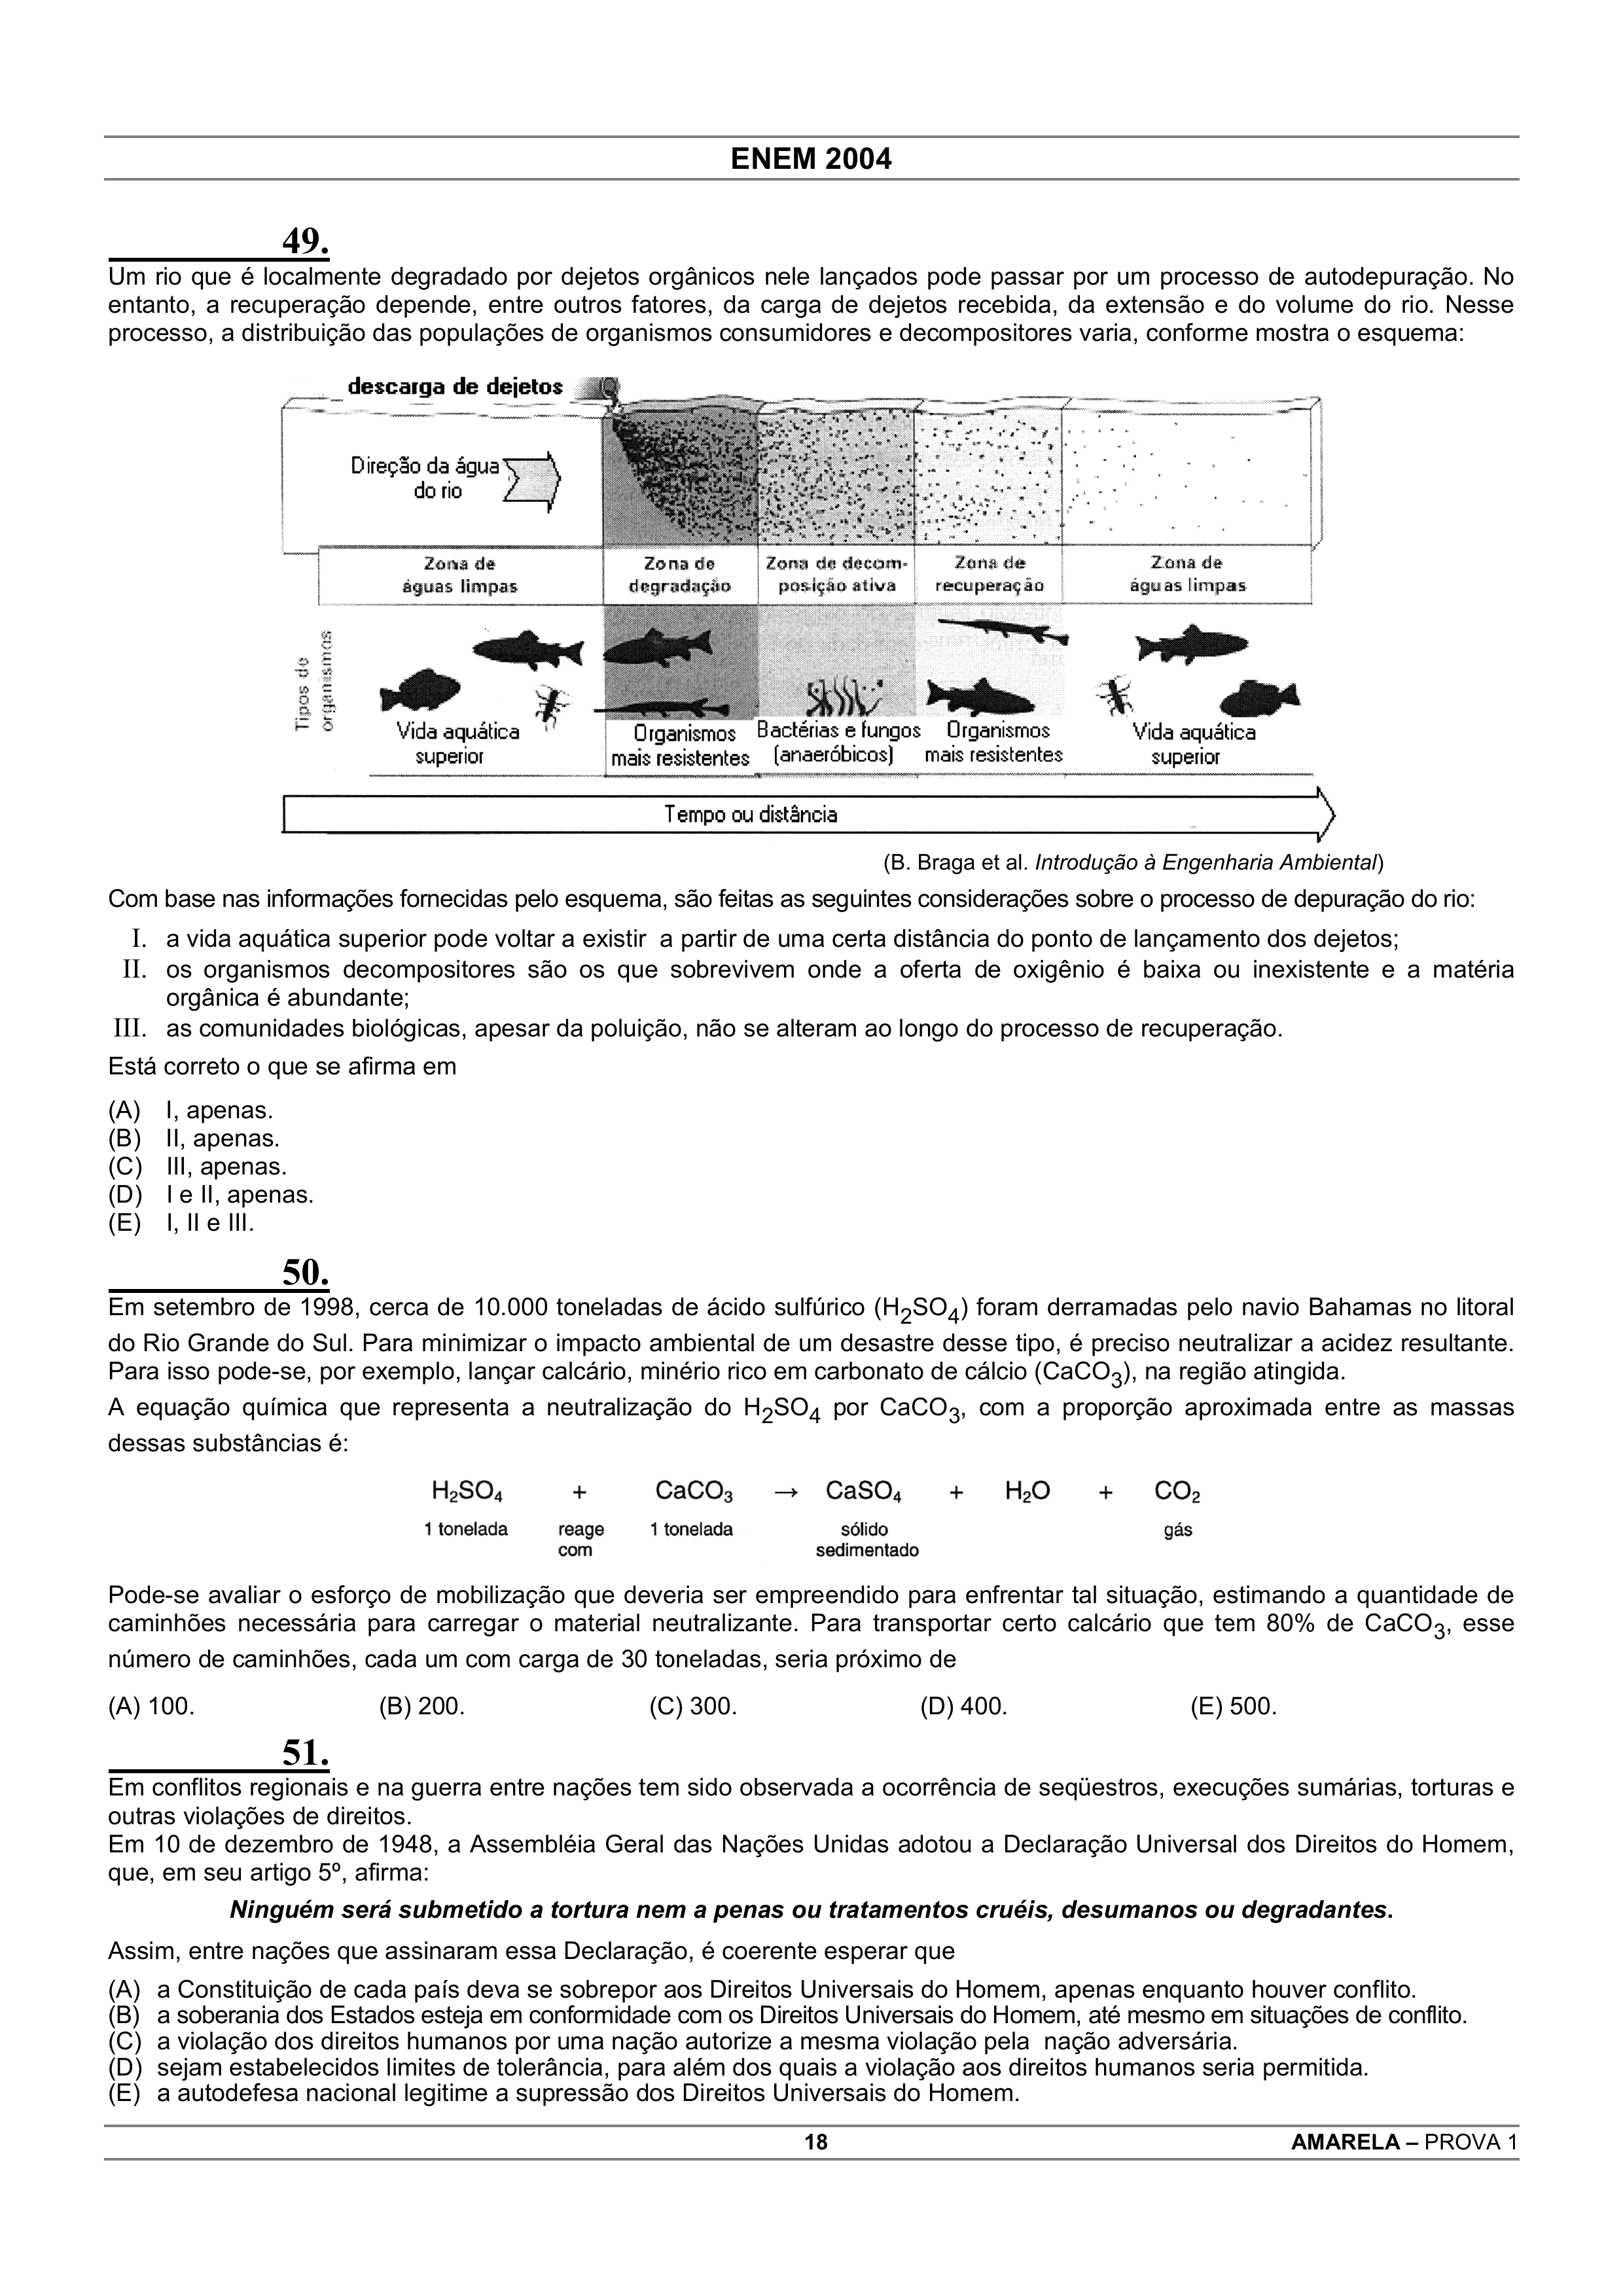 ENEM 2004
49.
Um rio que é localmente degradado por dejetos orgânicos nele lançados pode passar por um processo de autodepuração. No
entanto, a recuperação depende, entre outros fatores, da carga de dejetos recebida, da extensão e do volume do rio. Nesse
processo, a distribuição das populações de organismos consumidores e decompositores varia, conforme mostra o esquema:
descarga de dejetos
Direção da água
do rio
Zona de
águas limpas
Zona de
degradação
Zona de decom-
posição ativa
Zona de
recuperação
Zona de
águas limpas
Tipos de
organismos
Vida aquática
superior
Organismos
mais resistentes
Bactérias e fungos
(anaeróbicos)
Organismos
mais resistentes
Vida aquática
superior
Tempo ou distância
(B. Braga et al. Introdução à Engenharia Ambiental)
Com base nas informações fornecidas pelo esquema, são feitas as seguintes considerações sobre o processo de depuração do rio:
I. a vida aquática superior pode voltar a existir a partir de uma certa distância do ponto de lançamento dos dejetos;
II. os organismos decompositores são os que sobrevivem onde a oferta de oxigênio é baixa ou inexistente e a matéria
orgânica é abundante;
III. as comunidades biológicas, apesar da poluição, não se alteram ao longo do processo de recuperação.
Está correto o que se afirma em
(A) I, apenas.
(B) II, apenas.
(C) III, apenas.
(D) I e II, apenas.
(E) I, II e III.
50.
Em setembro de 1998, cerca de 10.000 toneladas de ácido sulfúrico (H2SO4) foram derramadas pelo navio Bahamas no litoral
do Rio Grande do Sul. Para minimizar o impacto ambiental de um desastre desse tipo, é preciso neutralizar a acidez resultante.
Para isso pode-se, por exemplo, lançar calcário, minério rico em carbonato de cálcio (CaCO3), na região atingida.
A equação química que representa a neutralização do H2SO4 por CaCO3, com a proporção aproximada entre as massas
dessas substâncias é:
H2SO4 + CaCO3 → CaSO4 + H2O + CO2
1 tonelada reage 1 tonelada sólido gás
com sedimentado
Pode-se avaliar o esforço de mobilização que deveria ser empreendido para enfrentar tal situação, estimando a quantidade de
caminhões necessária para carregar o material neutralizante. Para transportar certo calcário que tem 80% de CaCO3, esse
número de caminhões, cada um com carga de 30 toneladas, seria próximo de
(A) 100. (B) 200. (C) 300. (D) 400. (E) 500.
51.
Em conflitos regionais e na guerra entre nações tem sido observada a ocorrência de seqüestros, execuções sumárias, torturas e
outras violações de direitos.
Em 10 de dezembro de 1948, a Assembléia Geral das Nações Unidas adotou a Declaração Universal dos Direitos do Homem,
que, em seu artigo 5º, afirma:
Ninguém será submetido a tortura nem a penas ou tratamentos cruéis, desumanos ou degradantes.
Assim, entre nações que assinaram essa Declaração, é coerente esperar que
(A) a Constituição de cada país deva se sobrepor aos Direitos Universais do Homem, apenas enquanto houver conflito.
(B) a soberania dos Estados esteja em conformidade com os Direitos Universais do Homem, até mesmo em situações de conflito.
(C) a violação dos direitos humanos por uma nação autorize a mesma violação pela nação adversária.
(D) sejam estabelecidos limites de tolerância, para além dos quais a violação aos direitos humanos seria permitida.
(E) a autodefesa nacional legitime a supressão dos Direitos Universais do Homem.
18
AMARELA – PROVA 1